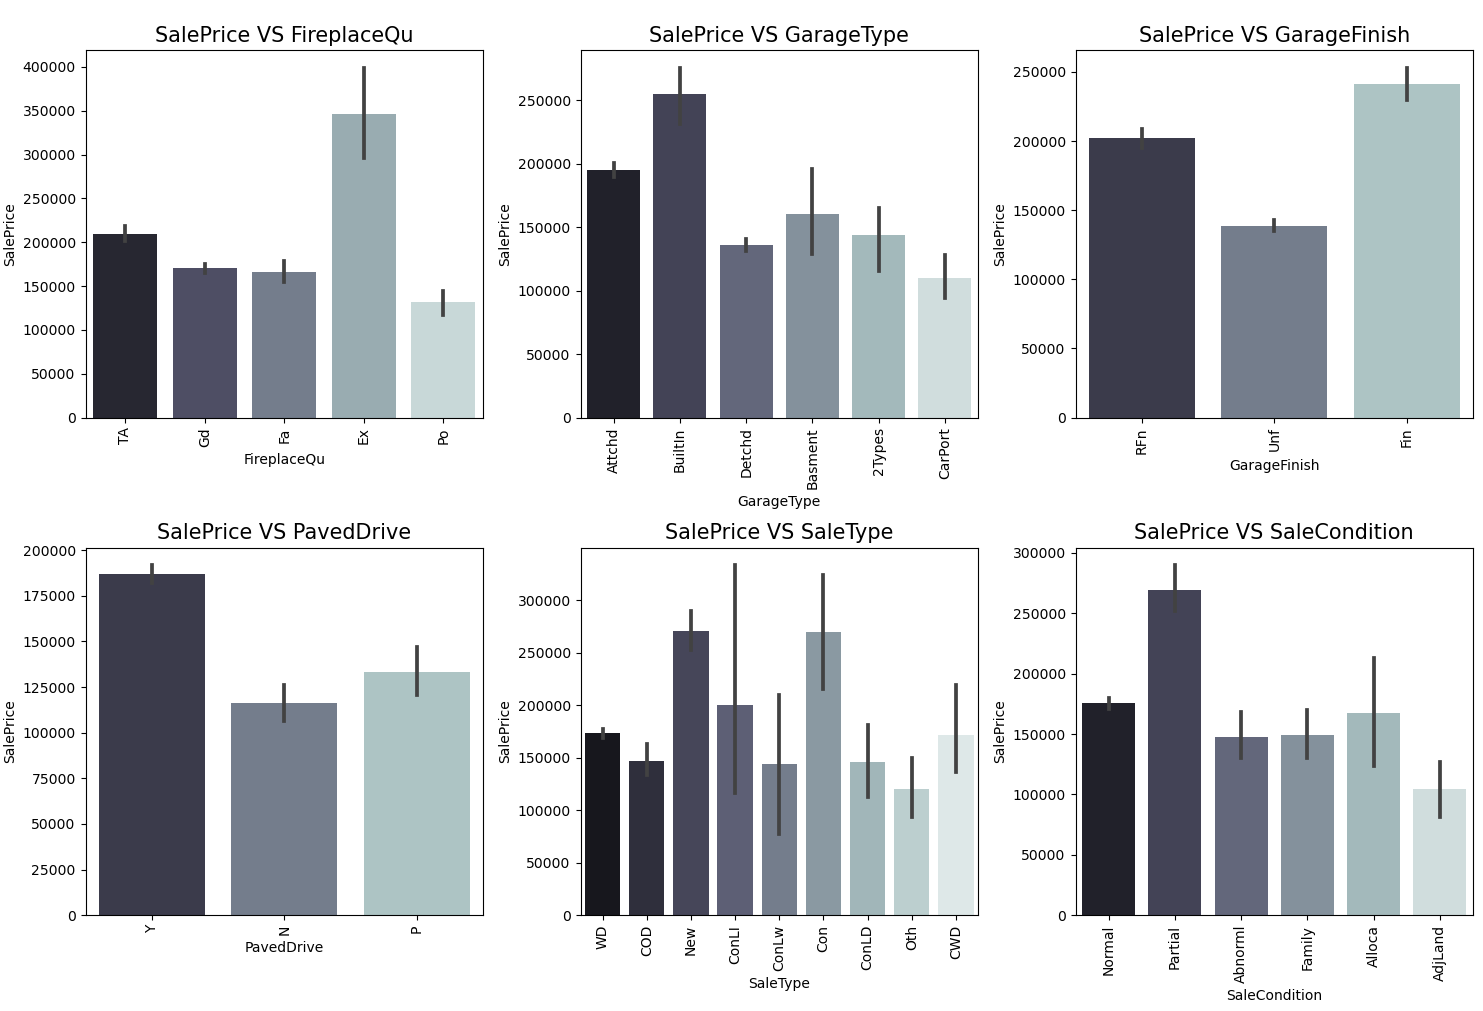 SalePrice VS FireplaceQu
SalePrice
400000
350000
300000
250000
200000
150000
100000
50000
0
TA
Gd
Fa
Ex
Po
FireplaceQu
SalePrice VS GarageType
SalePrice
250000
200000
150000
100000
50000
0
Attchd
BuiltIn
Detchd
Basment
2Types
CarPort
GarageType
SalePrice VS GarageFinish
SalePrice
250000
200000
150000
100000
50000
0
RFn
Unf
Fin
GarageFinish
SalePrice VS PavedDrive
SalePrice
200000
175000
150000
125000
100000
75000
50000
25000
0
Y
N
P
PavedDrive
SalePrice VS SaleType
SalePrice
300000
250000
200000
150000
100000
50000
0
WD
COD
New
ConLI
ConLw
Con
ConLD
Oth
CWD
SaleType
SalePrice VS SaleCondition
SalePrice
300000
250000
200000
150000
100000
50000
0
Normal
Partial
Abnorml
Family
Alloca
AdjLand
SaleCondition